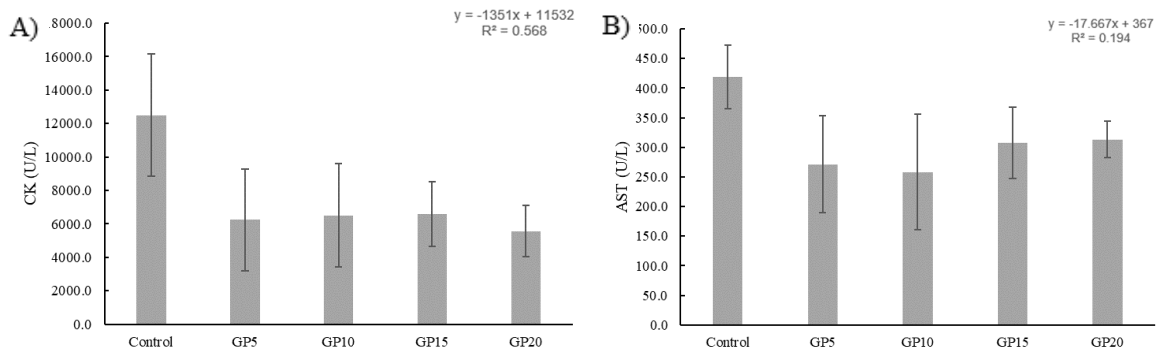 A)
y = -1351x + 11532
R² = 0.568
8000.0
16000.0
14000.0
12000.0
10000.0
8000.0
6000.0
4000.0
2000.0
0.0
CK (U/L)
Control GP5 GP10 GP15 GP20
B)
y = -17.667x + 367
R² = 0.194
500.0
450.0
400.0
350.0
300.0
250.0
200.0
150.0
100.0
50.0
0.0
AST (U/L)
Control GP5 GP10 GP15 GP20